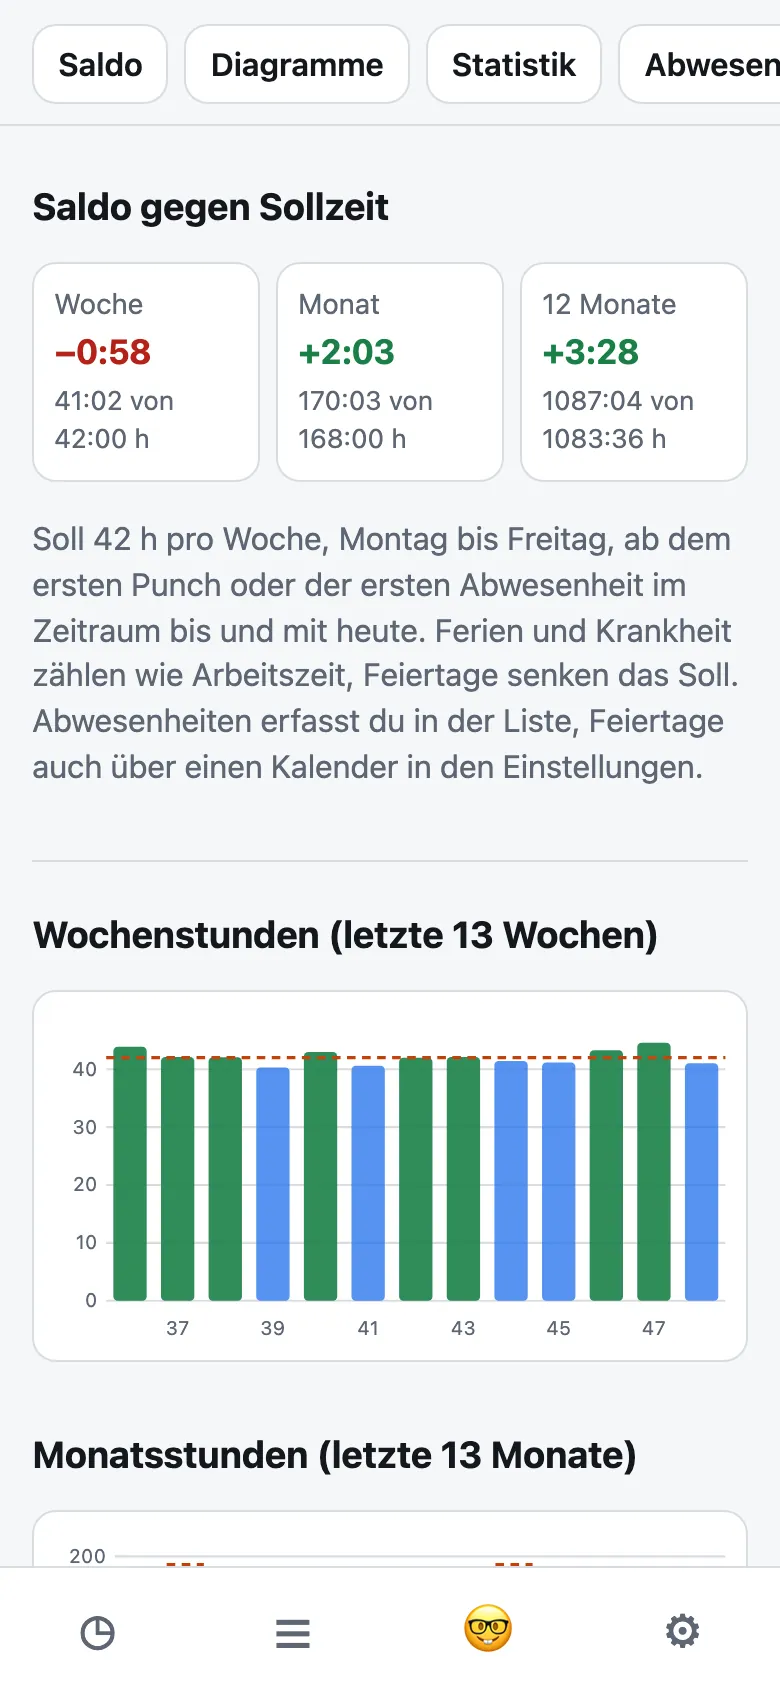 Saldo
Diagramme
Statistik
Abwesen
Saldo gegen Sollzeit
Woche
−0:58
41:02 von
42:00 h
Monat
+2:03
170:03 von
168:00 h
12 Monate
+3:28
1087:04 von
1083:36 h
Soll 42 h pro Woche, Montag bis Freitag, ab dem
ersten Punch oder der ersten Abwesenheit im
Zeitraum bis und mit heute. Ferien und Krankheit
zählen wie Arbeitszeit, Feiertage senken das Soll.
Abwesenheiten erfasst du in der Liste, Feiertage
auch über einen Kalender in den Einstellungen.
Wochenstunden (letzte 13 Wochen)
40
30
20
10
0
37 39 41 43 45 47
Monatsstunden (letzte 13 Monate)
200